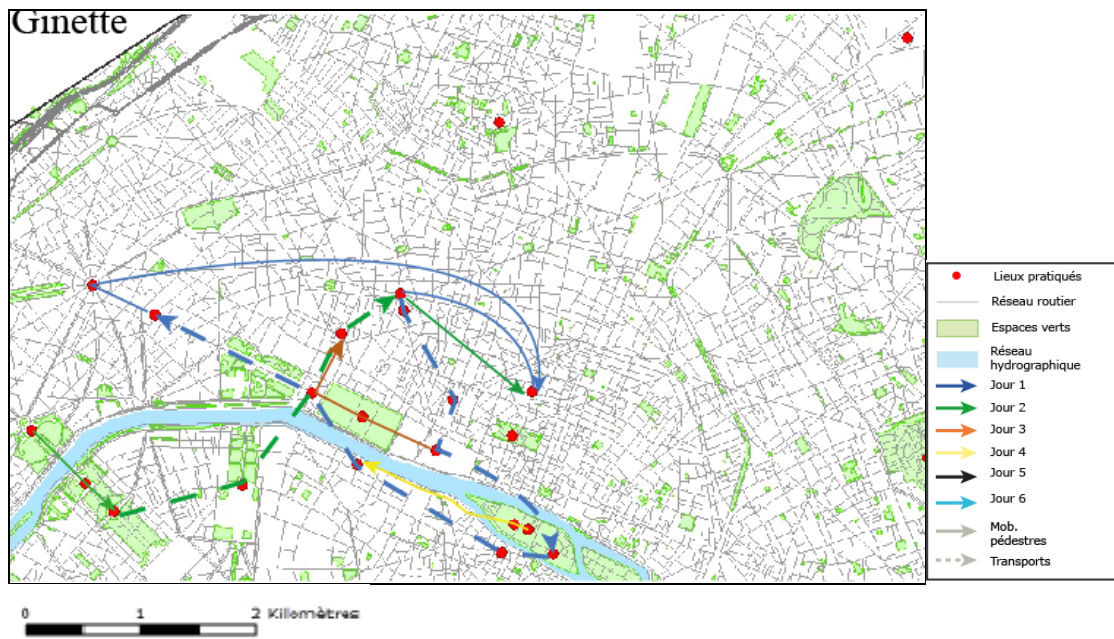 Ginette
Lieux pratiqués
Réseau routier
Espaces verts
Réseau
hydrographique
Jour 1
Jour 2
Jour 3
Jour 4
Jour 5
Jour 6
Mob.
pédestres
Transports
0 1 2 Kilomètres